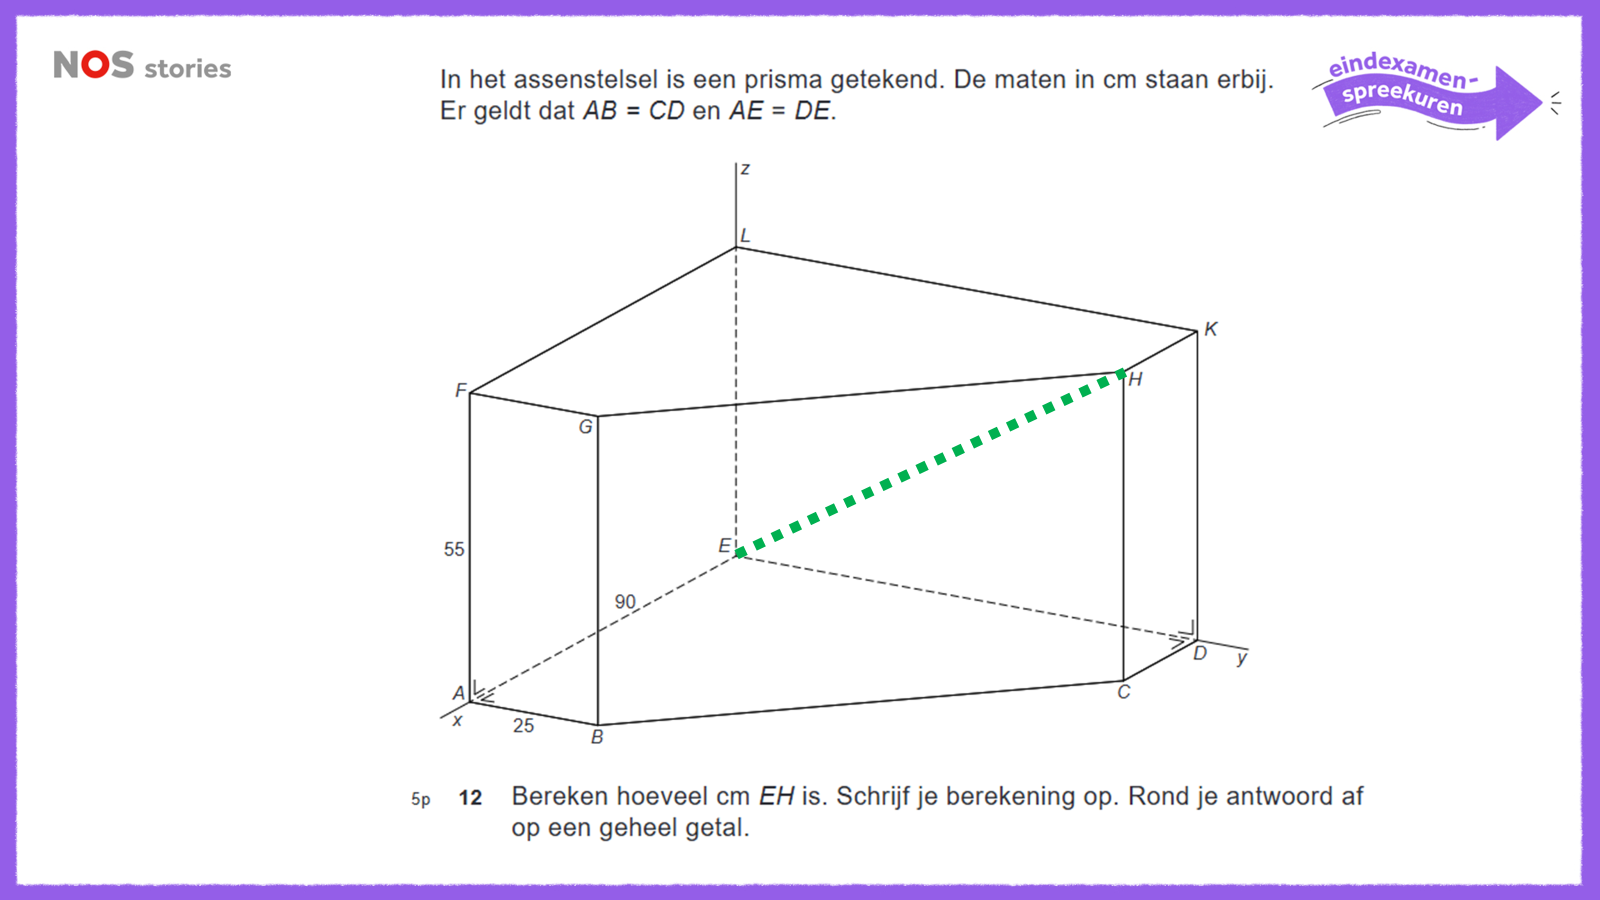 NOS stories
eindexamen-
spreekuren
In het assenstelsel is een prisma getekend. De maten in cm staan erbij.
Er geldt dat AB = CD en AE = DE.
z
L
K
F
H
G
E
55
90
A
x
25
B
C
D
y
5p 12 Bereken hoeveel cm EH is. Schrijf je berekening op. Rond je antwoord af
op een geheel getal.